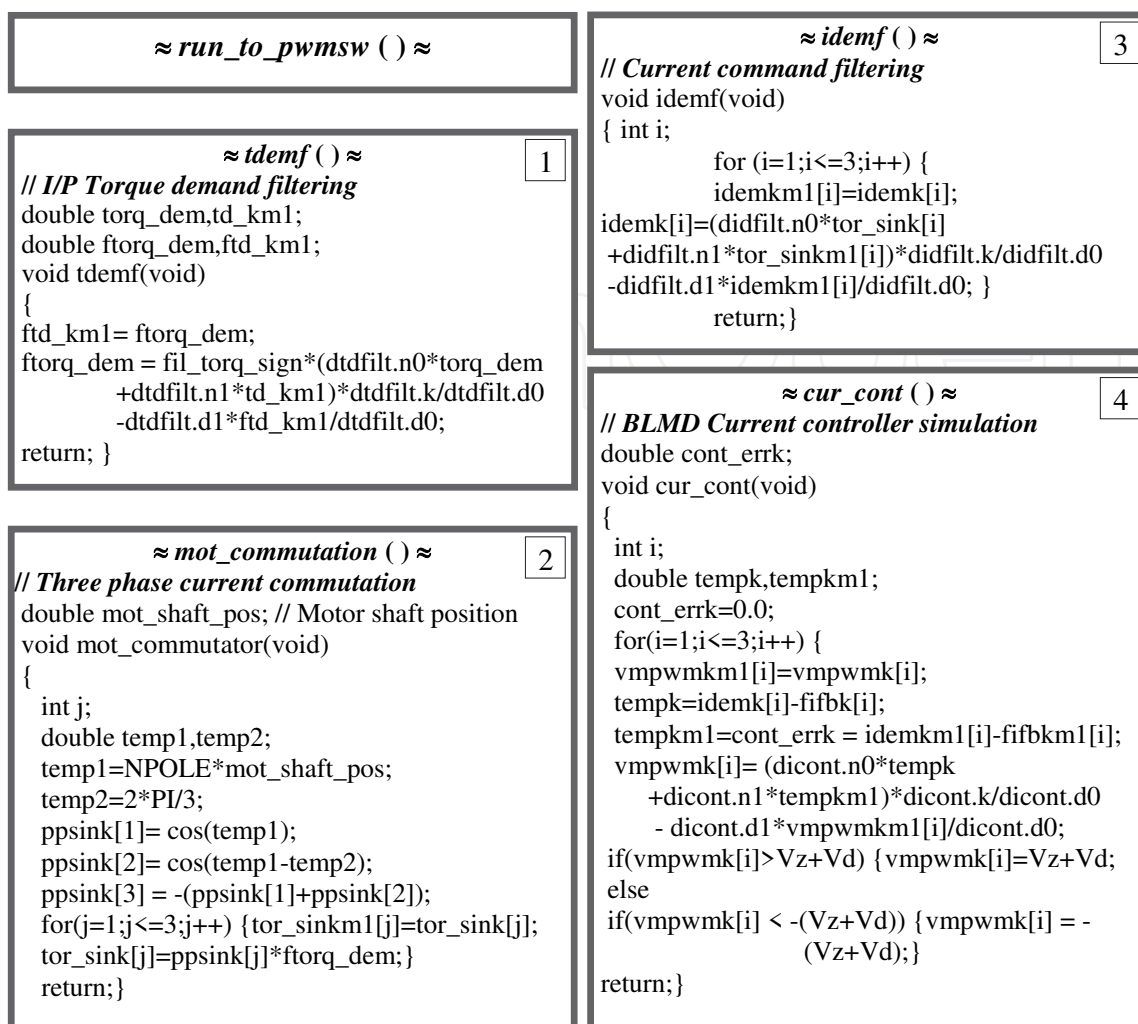 ≈ run_to_pwmsw ( ) ≈
≈ tdemf ( ) ≈
1
// I/P Torque demand filtering
double torq_dem,td_km1;
double ftorq_dem,ftd_km1;
void tdemf(void)
{
ftd_km1= ftorq_dem;
ftorq_dem = fil_torq_sign*(dtdfilt.n0*torq_dem
+dtdfilt.n1*td_km1)*dtdfilt.k/dtdfilt.d0
-dtdfilt.d1*ftd_km1/dtdfilt.d0;
return; }
≈ mot_commutation ( ) ≈
2
// Three phase current commutation
double mot_shaft_pos; // Motor shaft position
void mot_commutator(void)
{
int j;
double temp1,temp2;
temp1=NPOLE*mot_shaft_pos;
temp2=2*PI/3;
ppsink[1]= cos(temp1);
ppsink[2]= cos(temp1-temp2);
ppsink[3] = -(ppsink[1]+ppsink[2]);
for(j=1;j<=3;j++) {tor_sinkm1[j]=tor_sink[j];
tor_sink[j]=ppsink[j]*ftorq_dem;}
return;}
≈ idemf ( ) ≈
3
// Current command filtering
void idemf(void)
{ int i;
for (i=1;i<=3;i++) {
idemkm1[i]=idemk[i];
idemk[i]=(didfilt.n0*tor_sink[i]
+didfilt.n1*tor_sinkm1[i])*didfilt.k/didfilt.d0
-didfilt.d1*idemkm1[i]/didfilt.d0; }
return;}
≈ cur_cont ( ) ≈
4
// BLMD Current controller simulation
double cont_errk;
void cur_cont(void)
{
int i;
double tempk,tempkm1;
cont_errk=0.0;
for(i=1;i<=3;i++) {
vmpwmkm1[i]=vmpwmk[i];
tempk=idemk[i]-fifbk[i];
tempkm1=cont_errk = idemkm1[i]-fifbkm1[i];
vmpwmk[i]= (dicont.n0*tempk
+dicont.n1*tempkm1)*dicont.k/dicont.d0
- dicont.d1*vmpwmkm1[i]/dicont.d0;
if(vmpwmk[i]>Vz+Vd) {vmpwmk[i]=Vz+Vd;
else
if(vmpwmk[i] < -(Vz+Vd)) {vmpwmk[i] = -
(Vz+Vd);}
return;}